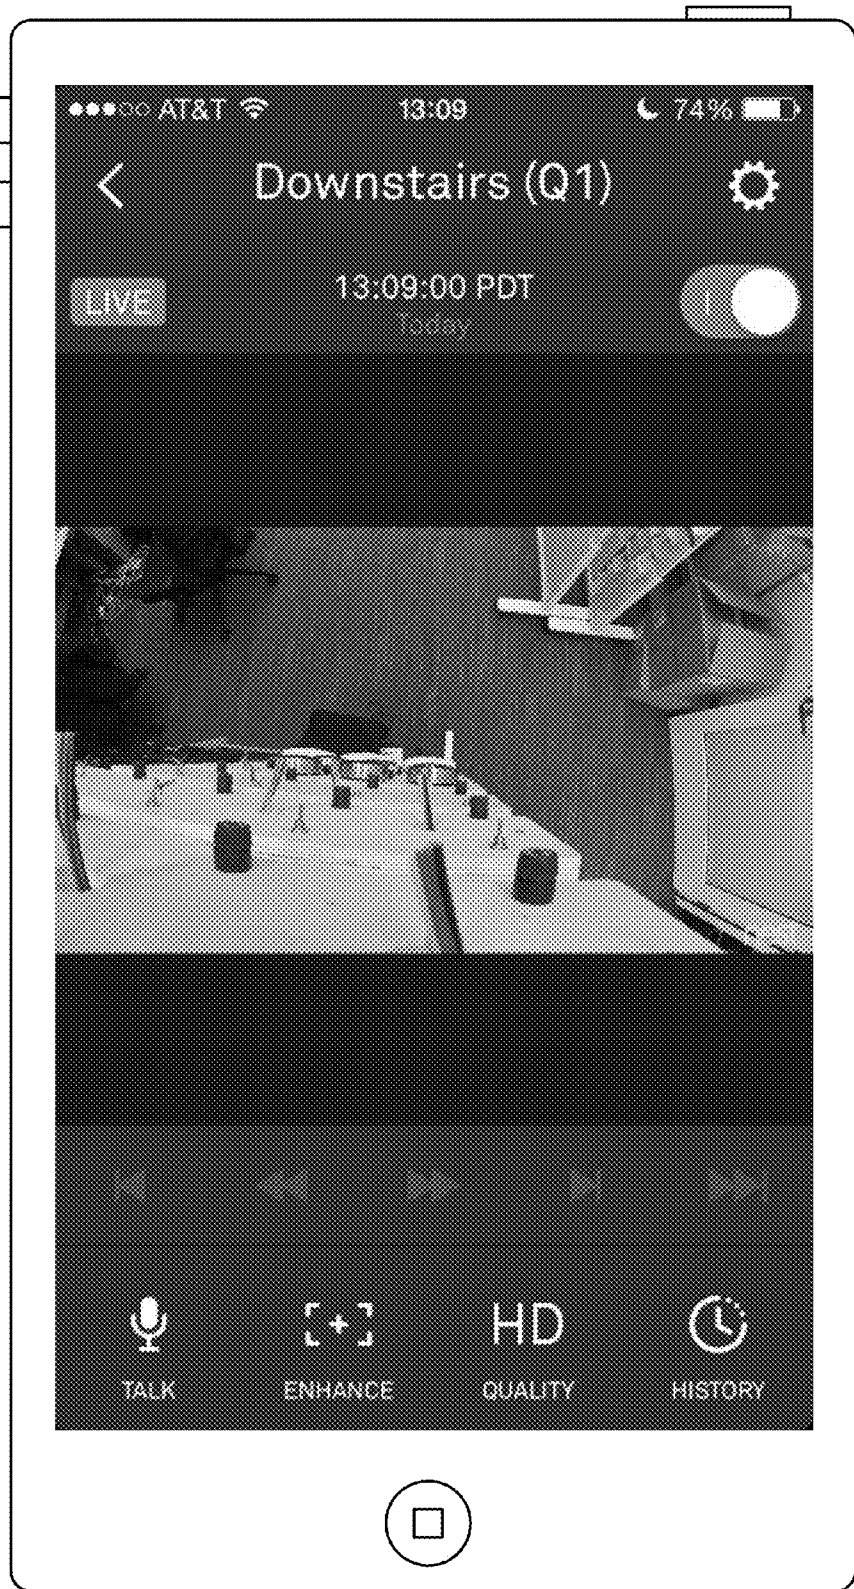 AT&T 13:09 74%
Downstairs (Q1)
LIVE 13:09:00 PDT
Today
HD
TALK ENHANCE QUALITY HISTORY